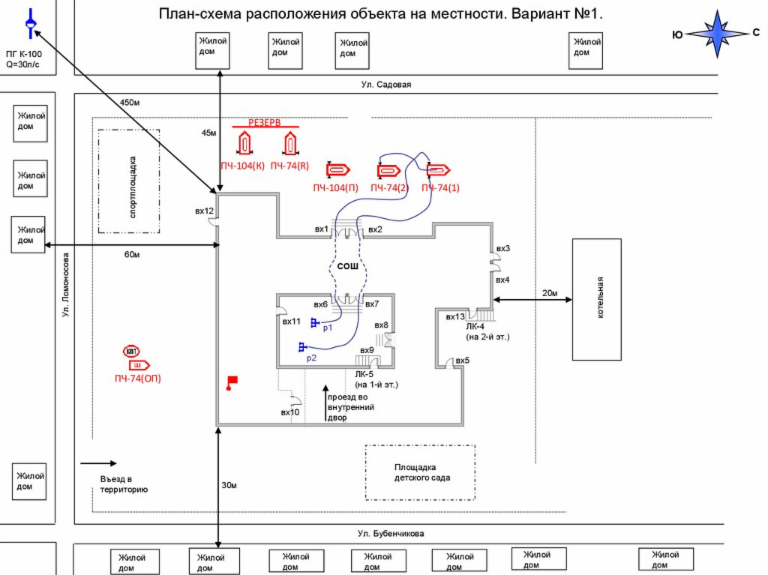 План-схема расположения объекта на местности. Вариант №1.
ПГ К-100
Q=30л/с
Жилой
дом
Жилой
дом
Жилой
дом
Жилой
дом
Ю
С
Ул. Садовая
450м
45м
РЕЗЕРВ
ПЧ-104(К)
ПЧ-74(R)
ПЧ-104(П)
ПЧ-74(2)
ПЧ-74(1)
Жилой
дом
Жилой
дом
Жилой
дом
спортплощадка
вх12
вх1
вх2
вх3
вх4
СОШ
60м
20м
котельная
Ул. Ломоносова
вх6
вх7
вх11
р1
вх8
вх13
ЛК-4
(на 2-й эт.)
р2
вх9
вх5
ЛК-5
(на 1-й эт.)
КПП
Ш
ПЧ-74(ОП)
вх10
проезд во
внутренний
двор
Жилой
дом
Въезд в
территорию
30м
Площадка
детского сада
Ул. Бубенчикова
Жилой
дом
Жилой
дом
Жилой
дом
Жилой
дом
Жилой
дом
Жилой
дом
Жилой
дом